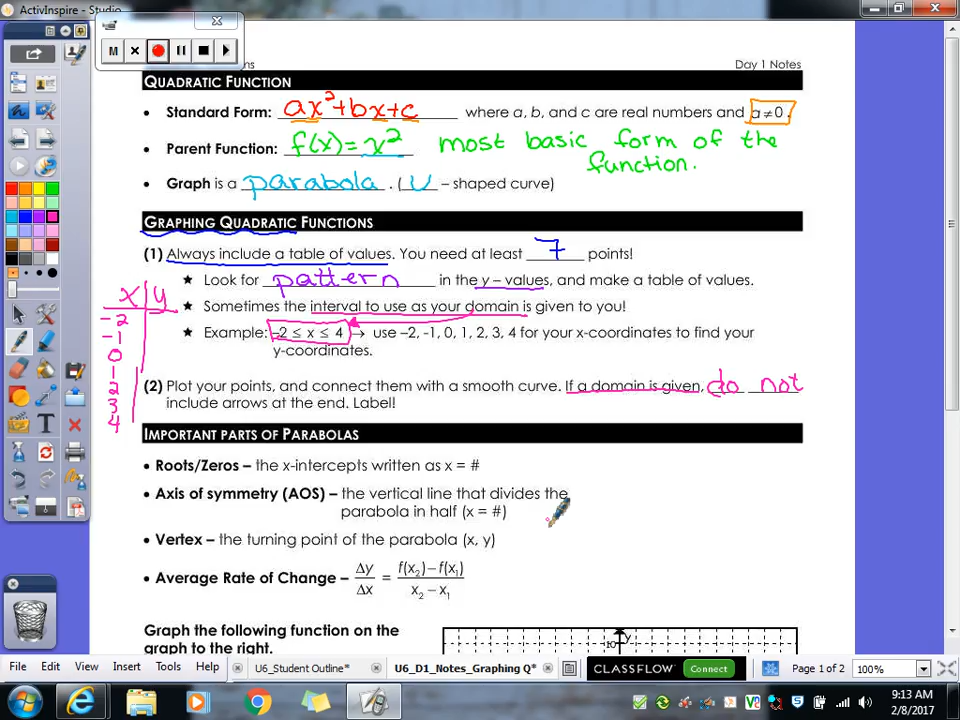 ActivInspire - Studio
ms Day 1 Notes
QUADRATIC FUNCTION
• Standard Form: ax²+bx+c where a, b, and c are real numbers and a ≠ 0.
• Parent Function: f(x)= x² most basic form of the
function.
• Graph is a parabola. (U – shaped curve)
GRAPHING QUADRATIC FUNCTIONS
(1) Always include a table of values. You need at least 7 points!
★ Look for pattern in the y – values, and make a table of values.
x y
★ Sometimes the interval to use as your domain is given to you!
-2
★ Example: –2 ≤ x ≤ 4 → use –2, -1, 0, 1, 2, 3, 4 for your x-coordinates to find your
-1
y-coordinates.
0
1
2
(2) Plot your points, and connect them with a smooth curve. If a domain is given, do not
3
include arrows at the end. Label!
4
IMPORTANT PARTS OF PARABOLAS
• Roots/Zeros – the x-intercepts written as x = #
• Axis of symmetry (AOS) – the vertical line that divides the
parabola in half (x = #)
• Vertex – the turning point of the parabola (x, y)
• Average Rate of Change – Δy/Δx = f(x₂) – f(x₁)/x₂ – x₁
Graph the following function on the
graph to the right.
y
10
File Edit View Insert Tools Help U6_Student Outline* U6_D1_Notes_Graphing Q* CLASSFLOW Connect Page 1 of 2 100%
9:13 AM
2/8/2017